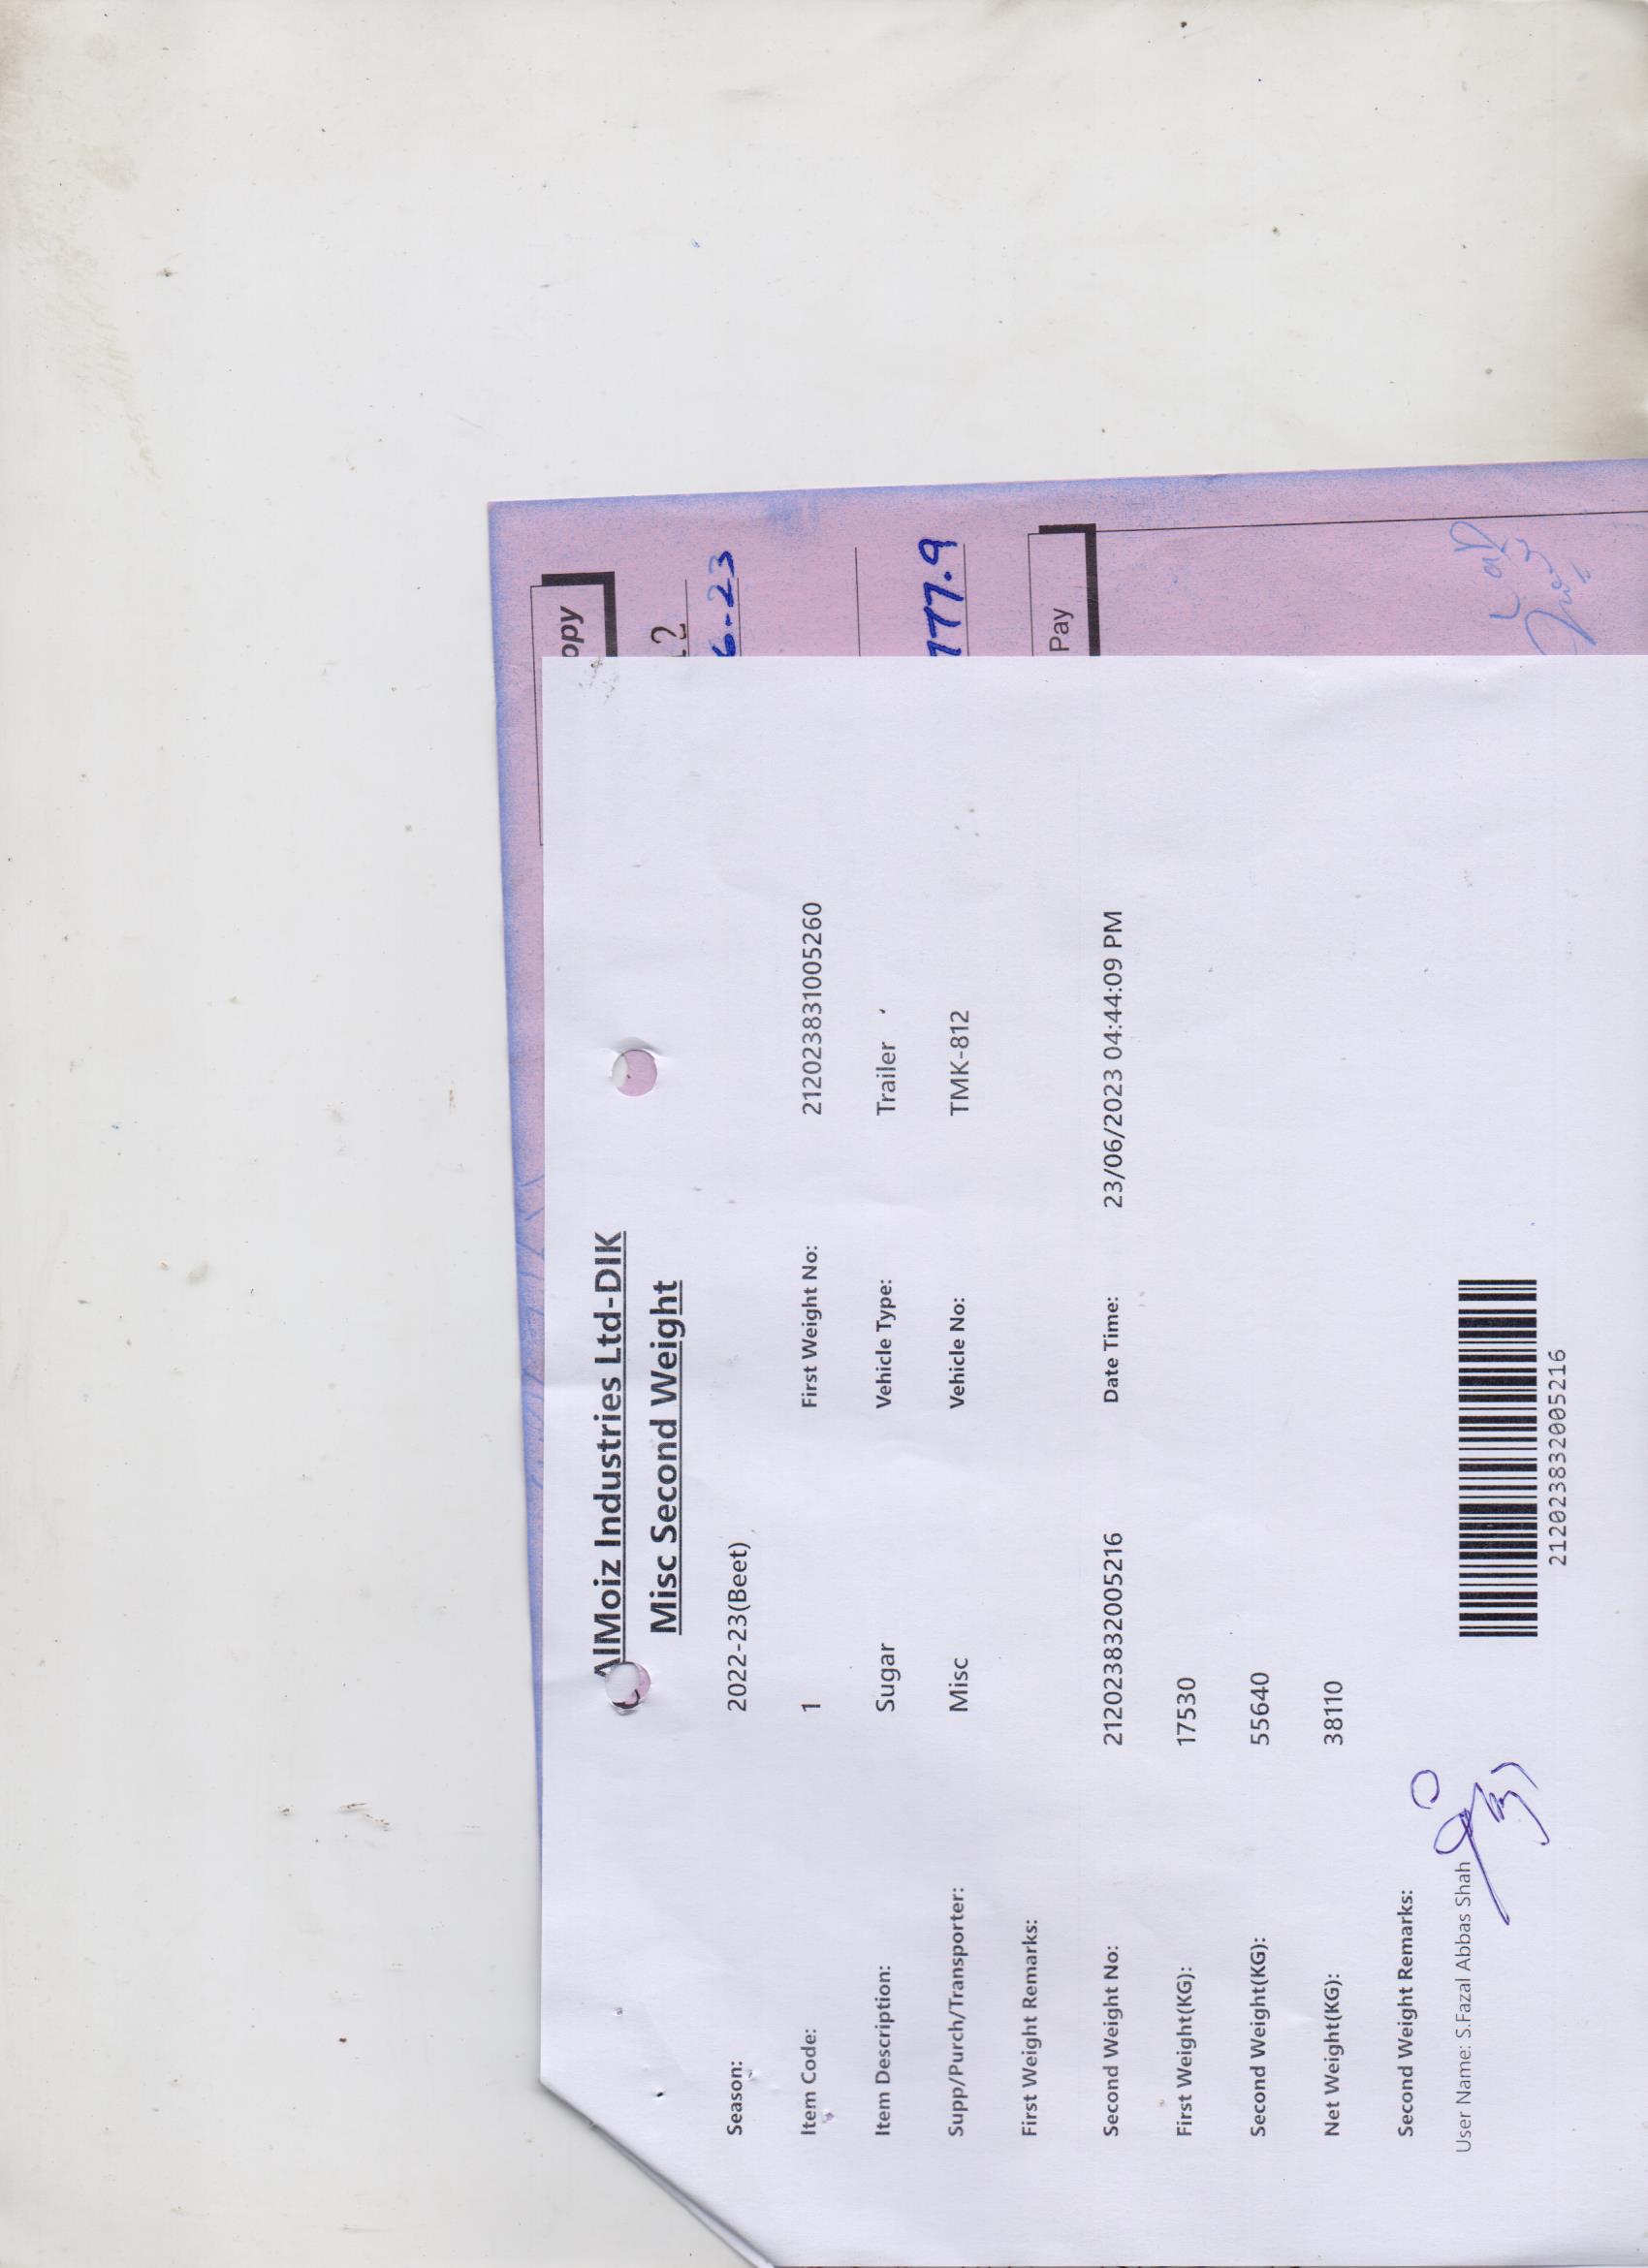 opy
12
6-23
777.9
Pay
AlMoiz Industries Ltd-DIK
Misc Second Weight
Season: 2022-23(Beet)
Item Code: 1 First Weight No: 2120238310052​60
Item Description: Sugar Vehicle Type: Trailer
Supp/Purch/Transporter: Misc Vehicle No: TMK-812
First Weight Remarks:
Second Weight No: 212023832005216 Date Time: 23/06/2023 04:44:09 PM
First Weight(KG): 17530
Second Weight(KG): 55640
Net Weight(KG): 38110
Second Weight Remarks:
User Name: S.Fazal Abbas Shah
212023832005216